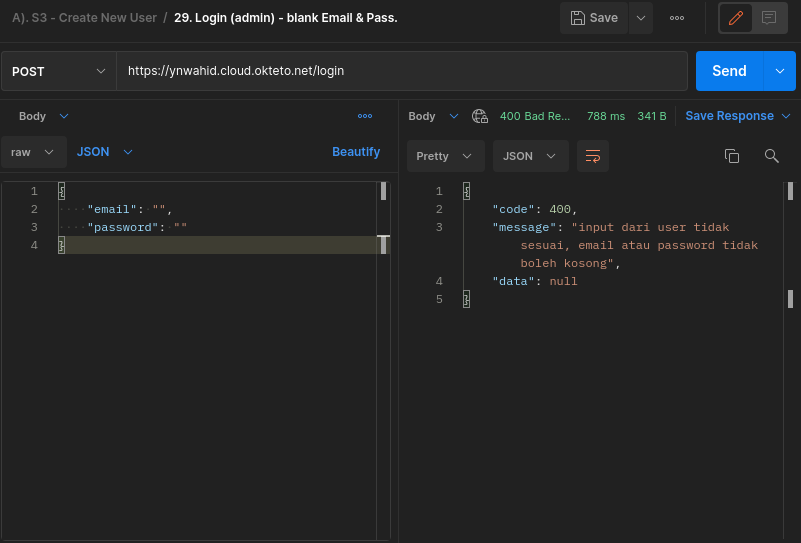 A). S3 - Create New User / 29. Login (admin) - blank Email & Pass.
Save
POST
https://ynwahid.cloud.okteto.net/login
Send
Body
Body
400 Bad Re...
788 ms
341 B
Save Response
raw
JSON
Beautify
Pretty
JSON
1 {
2 ····"email":·"",
3 ····"password":·""
4 }
1 {
2 "code": 400,
3 "message": "input dari user tidak
sesuai, email atau password tidak
boleh kosong",
4 "data": null
5 }